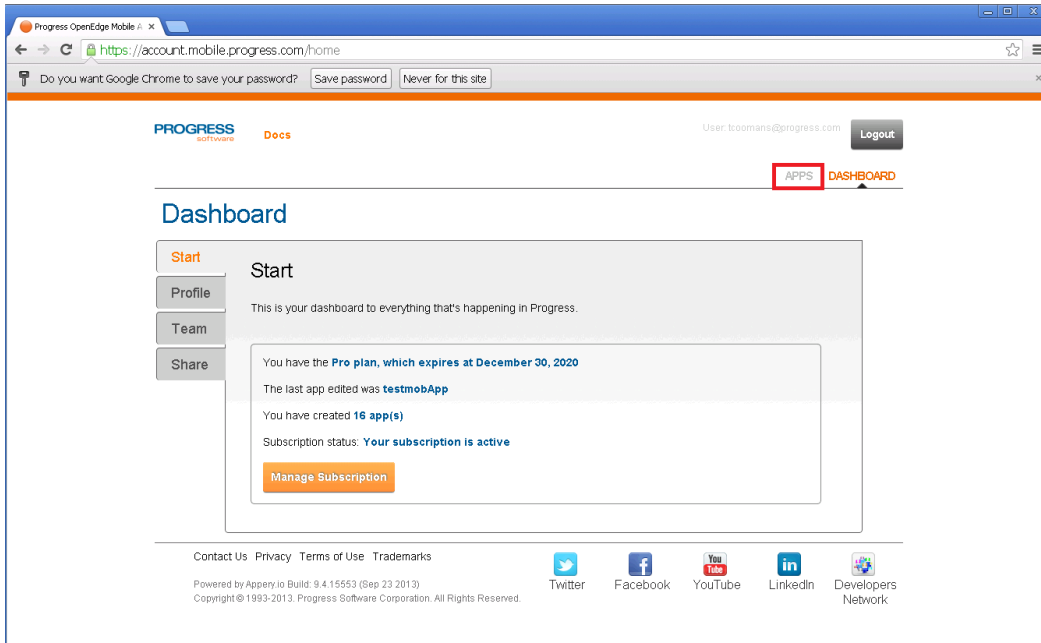 Progress OpenEdge Mobile A
https://account.mobile.progress.com/home
Do you want Google Chrome to save your password? Save password Never for this site
PROGRESS
software
Docs
User: tcoomans@progress.com
Logout
APPS DASHBOARD
Dashboard
Start
Profile
Team
Share
Start
This is your dashboard to everything that's happening in Progress.
You have the Pro plan, which expires at December 30, 2020
The last app edited was testmobApp
You have created 16 app(s)
Subscription status: Your subscription is active
Manage Subscription
Contact Us Privacy Terms of Use Trademarks
Powered by Appery.io Build: 9.4.15553 (Sep 23 2013)
Copyright © 1993-2013. Progress Software Corporation. All Rights Reserved.
Twitter
Facebook
You
Tube
YouTube
in
LinkedIn
Developers
Network